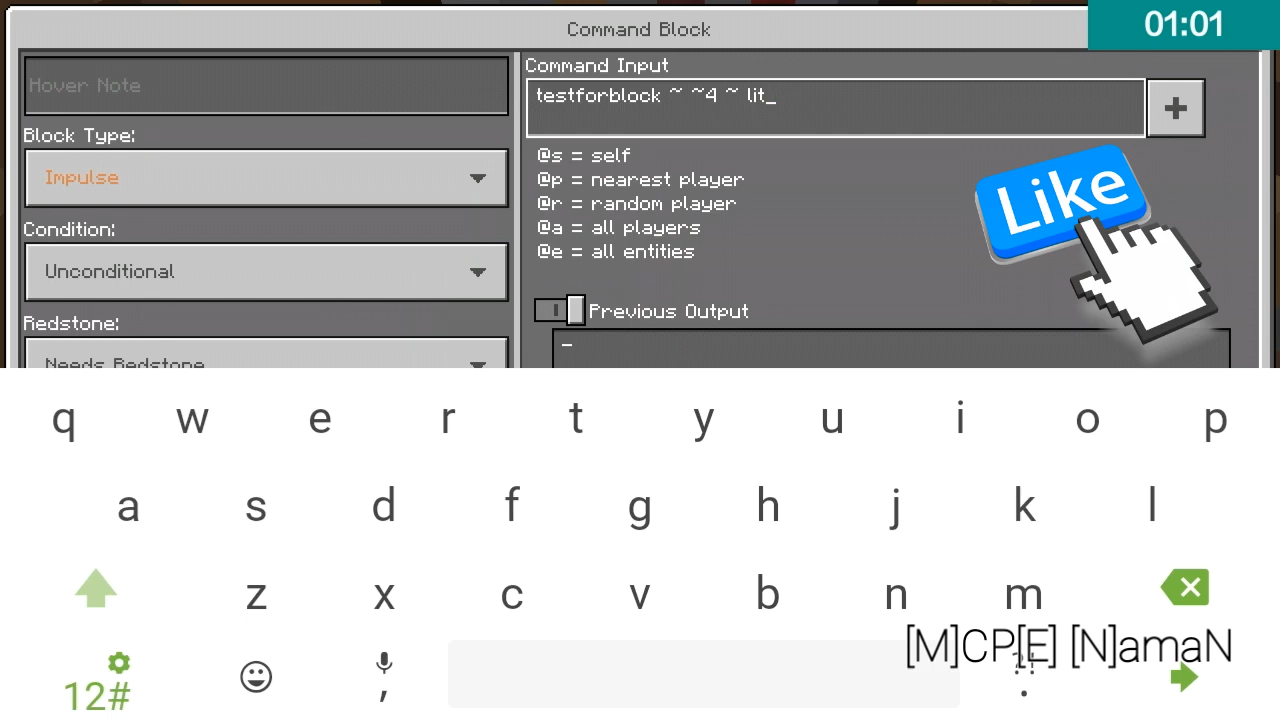 Command Block
01:01
Hover Note
Block Type:
Impulse
Condition:
Unconditional
Redstone:
Needs Redstone
Command Input
testforblock ~ ~4 ~ lit_
+
@s = self
@p = nearest player
@r = random player
@a = all players
@e = all entities
Like
Previous Output
-
q w e r t y u i o p
a s d f g h j k l
z x c v b n m
[M]CP[E] [N]amaN
12# , ?! .